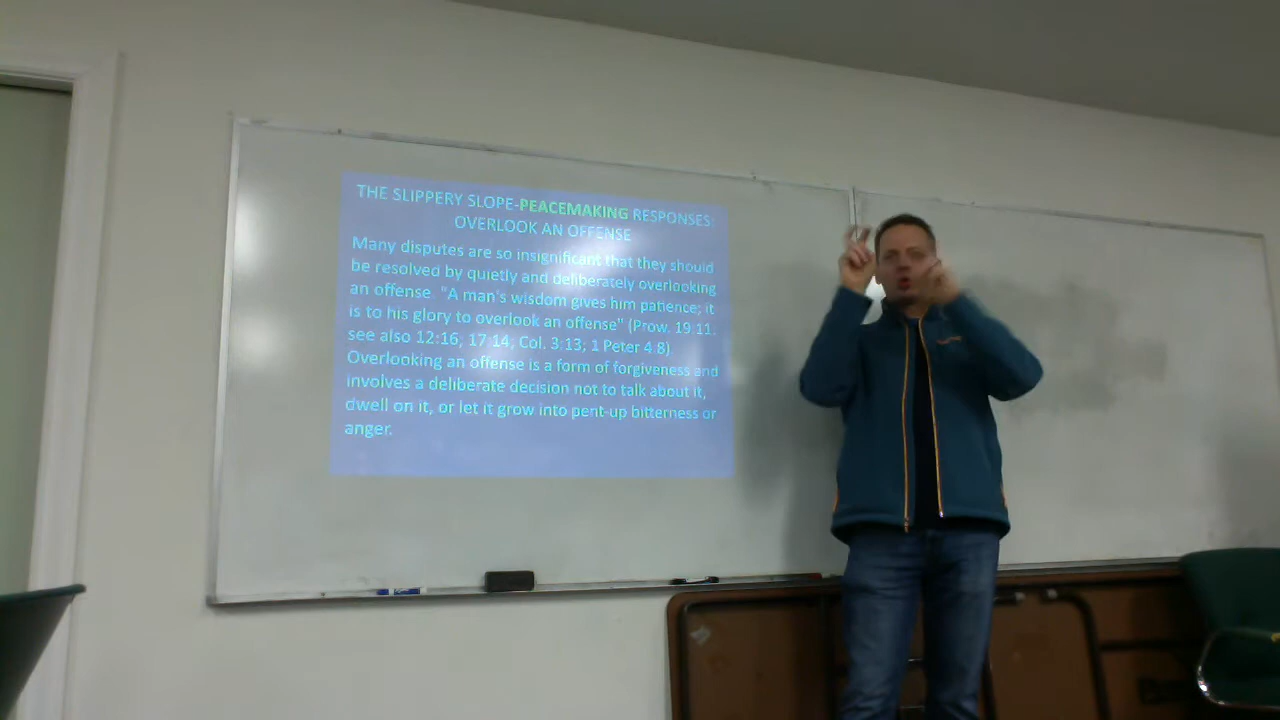 THE SLIPPERY SLOPE-PEACEMAKING RESPONSES:
OVERLOOK AN OFFENSE
Many disputes are so insignificant that they should
be resolved by quietly and deliberately overlooking
an offense. "A man's wisdom gives him patience; it
is to his glory to overlook an offense" (Prow. 19:11.
see also 12:16, 17:14; Col. 3:13; 1 Peter 4:8)
Overlooking an offense is a form of forgiveness and
involves a deliberate decision not to talk about it,
dwell on it, or let it grow into pent-up bitterness or
anger.